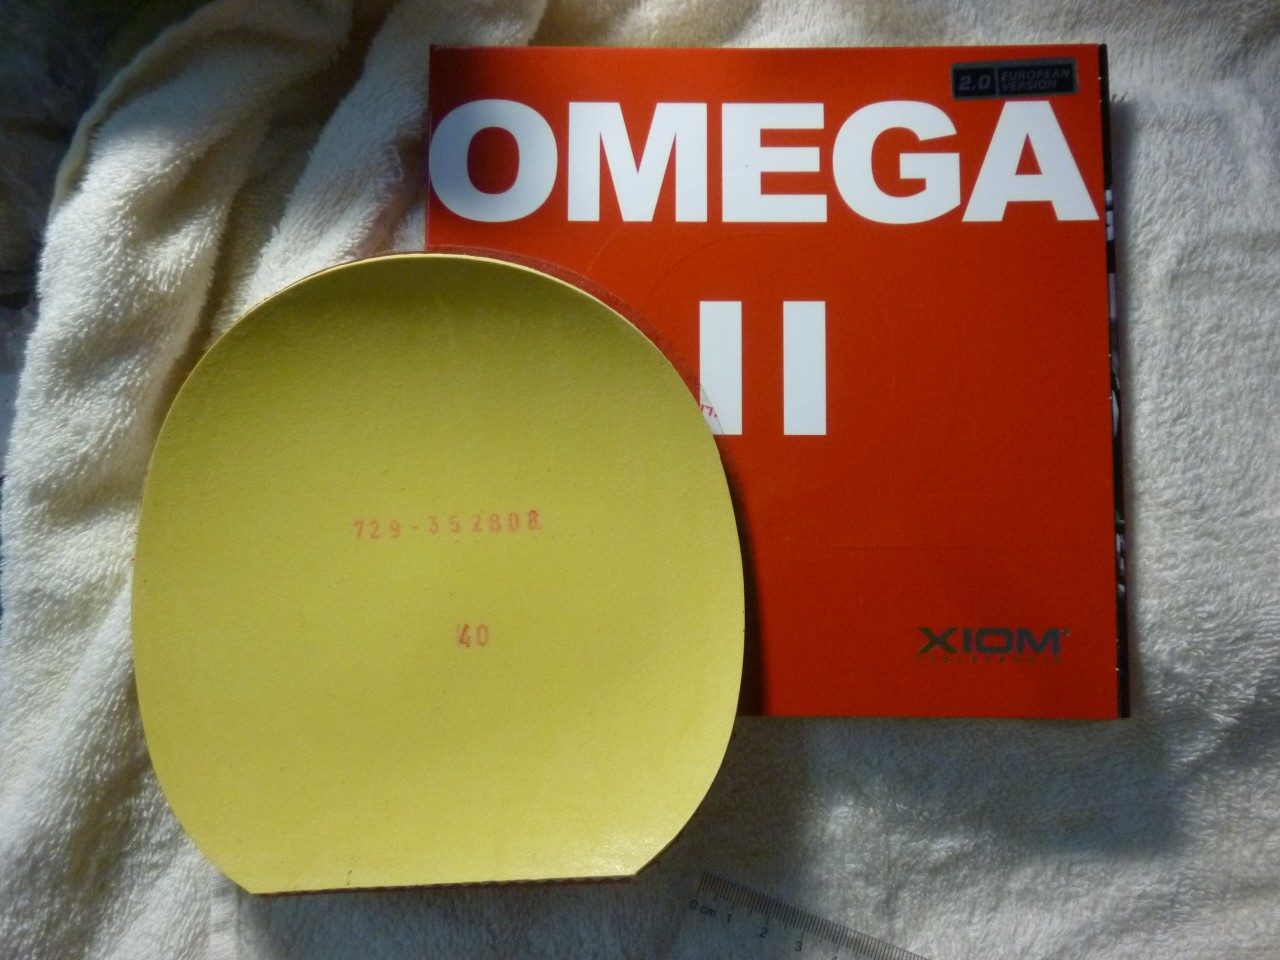 2.0 EUROPEAN
VERSION
OMEGA
II
729-352808
40
XIOM
0 cm 1 2 3